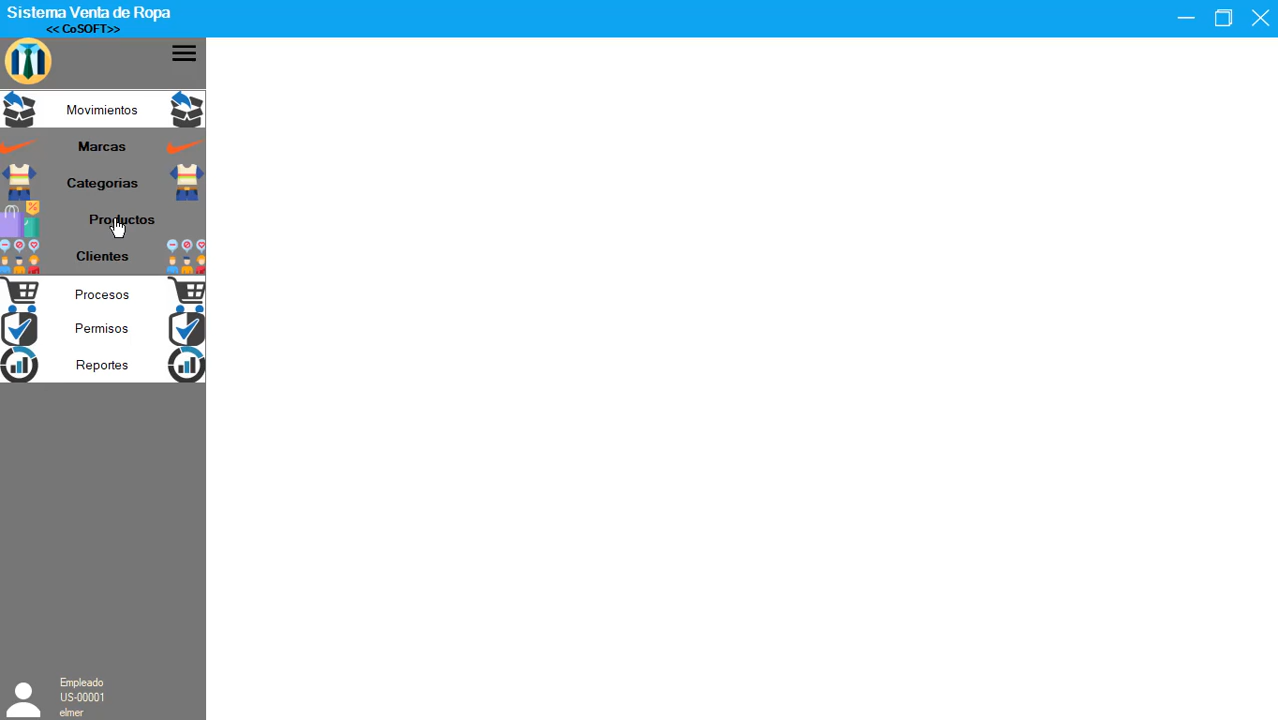 Sistema Venta de Ropa
<< CoSOFT>>
Movimientos
Marcas
Categorias
Productos
Clientes
Procesos
Permisos
Reportes
Empleado
US-00001
elmer